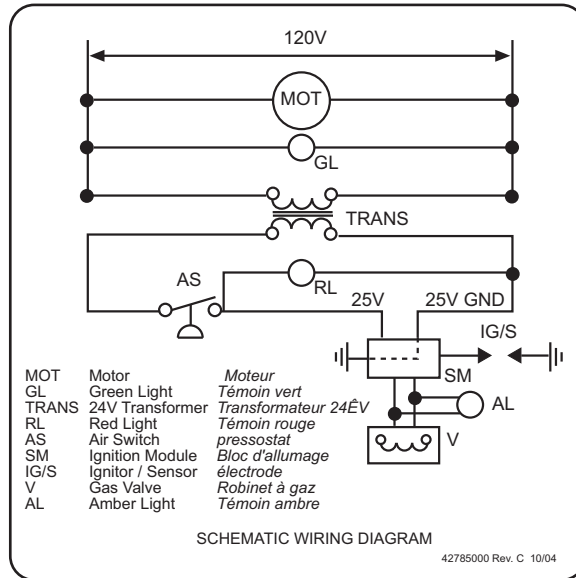 120V
MOT
GL
TRANS
AS
RL
25V 25V GND
IG/S
SM
AL
V
MOT Motor Moteur
GL Green Light Témoin vert
TRANS 24V Transformer Transformateur 24ÊV
RL Red Light Témoin rouge
AS Air Switch pressostat
SM Ignition Module Bloc d'allumage
IG/S Ignitor / Sensor électrode
V Gas Valve Robinet à gaz
AL Amber Light Témoin ambre
SCHEMATIC WIRING DIAGRAM
42785000 Rev. C 10/04